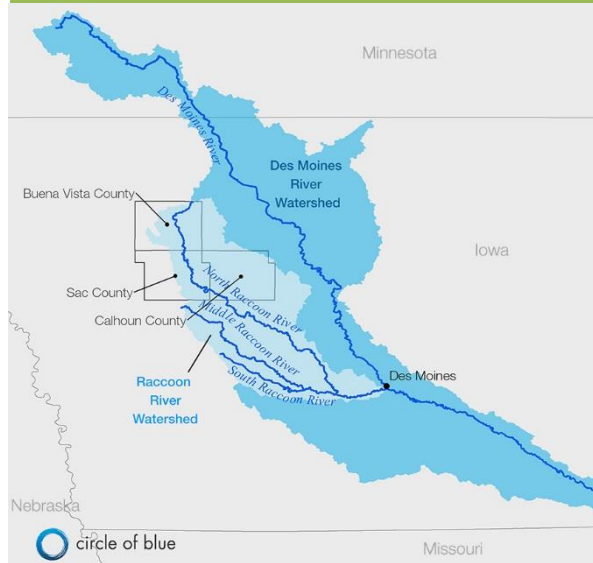 Minnesota
Des Moines River
Des Moines
River
Watershed
Buena Vista County
Iowa
Sac County
North Raccoon River
Calhoun County
Middle Raccoon River
Des Moines
Raccoon
River
Watershed
South Raccoon River
Nebraska
circle of blue
Missouri